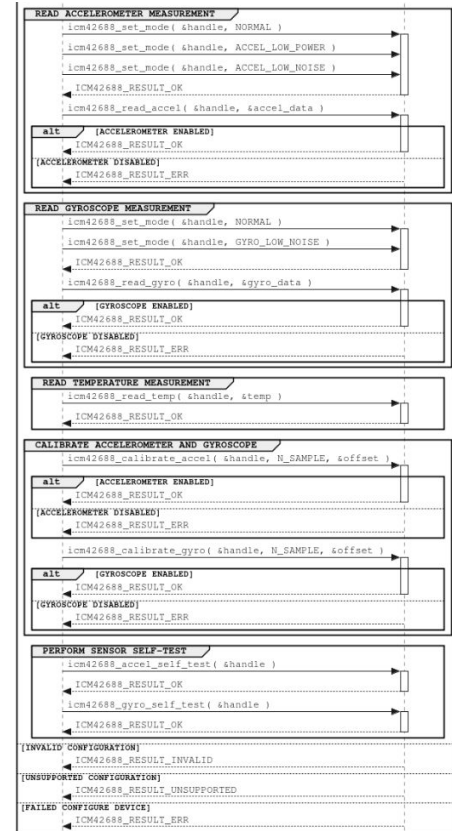 READ ACCELEROMETER MEASUREMENT
icm42688_set_mode( &handle, NORMAL )
icm42688_set_mode( &handle, ACCEL_LOW_POWER )
icm42688_set_mode( &handle, ACCEL_LOW_NOISE )
ICM42688_RESULT_OK
icm42688_read_accel( &handle, &accel_data )
alt [ACCELEROMETER ENABLED]
ICM42688_RESULT_OK
[ACCELEROMETER DISABLED]
ICM42688_RESULT_ERR
READ GYROSCOPE MEASUREMENT
icm42688_set_mode( &handle, NORMAL )
icm42688_set_mode( &handle, GYRO_LOW_NOISE )
ICM42688_RESULT_OK
icm42688_read_gyro( &handle, &gyro_data )
alt [GYROSCOPE ENABLED]
ICM42688_RESULT_OK
[GYROSCOPE DISABLED]
ICM42688_RESULT_ERR
READ TEMPERATURE MEASUREMENT
icm42688_read_temp( &handle, &temp )
ICM42688_RESULT_OK
CALIBRATE ACCELEROMETER AND GYROSCOPE
icm42688_calibrate_accel( &handle, N_SAMPLE, &offset )
alt [ACCELEROMETER ENABLED]
ICM42688_RESULT_OK
[ACCELEROMETER DISABLED]
ICM42688_RESULT_ERR
icm42688_calibrate_gyro( &handle, N_SAMPLE, &offset )
alt [GYROSCOPE ENABLED]
ICM42688_RESULT_OK
[GYROSCOPE DISABLED]
ICM42688_RESULT_ERR
PERFORM SENSOR SELF-TEST
icm42688_accel_self_test( &handle )
ICM42688_RESULT_OK
icm42688_gyro_self_test( &handle )
ICM42688_RESULT_OK
[INVALID CONFIGURATION]
ICM42688_RESULT_INVALID
[UNSUPPORTED CONFIGURATION]
ICM42688_RESULT_UNSUPPORTED
[FAILED CONFIGURE DEVICE]
ICM42688_RESULT_ERR